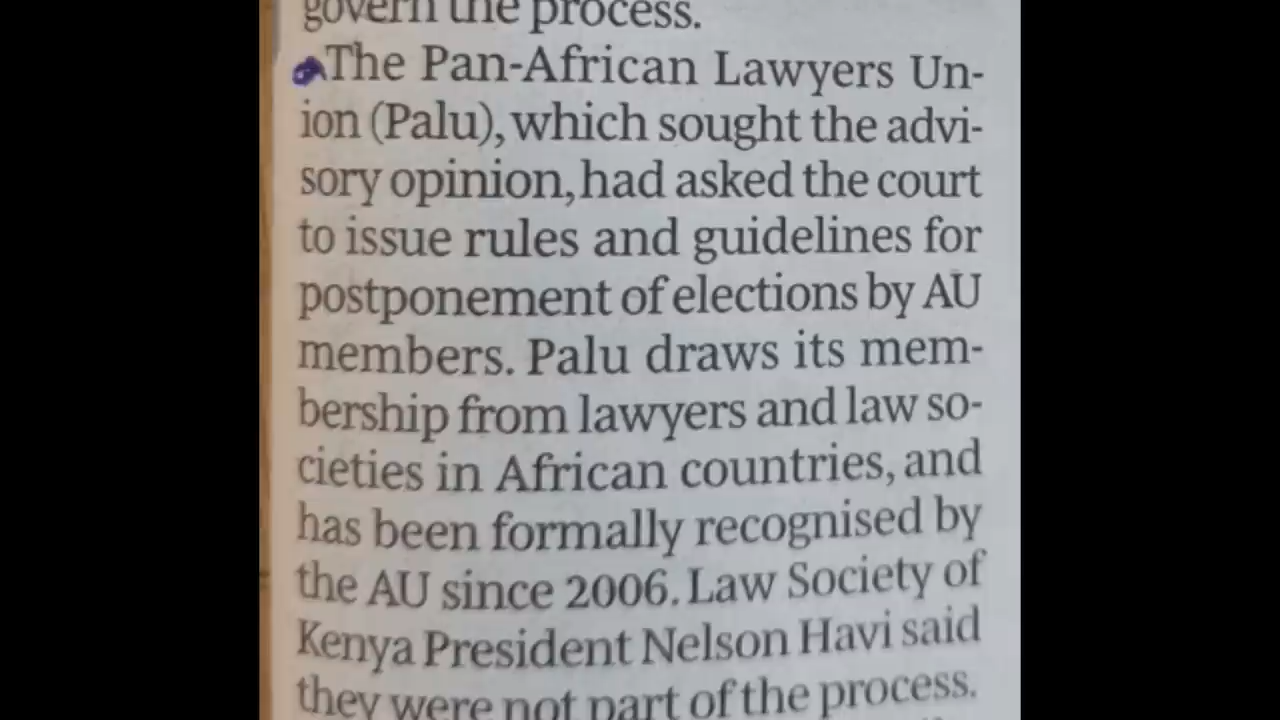 govern the process.
The Pan-African Lawyers Un-
ion (Palu), which sought the advi-
sory opinion, had asked the court
to issue rules and guidelines for
postponement of elections by AU
members. Palu draws its mem-
bership from lawyers and law so-
cieties in African countries, and
has been formally recognised by
the AU since 2006. Law Society of
Kenya President Nelson Havi said
they were not part of the process.